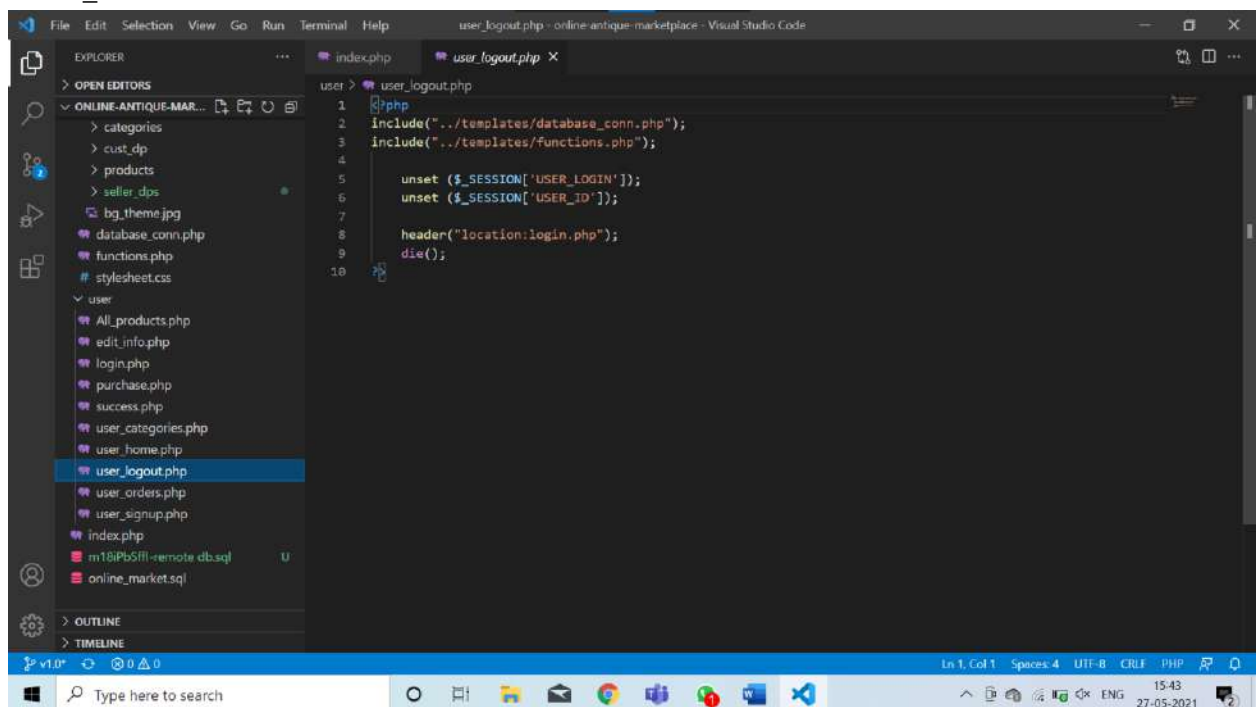 File Edit Selection View Go Run Terminal Help user_logout.php - online-antique-marketplace - Visual Studio Code
EXPLORER ...
index.php user_logout.php ×
> OPEN EDITORS
user > user_logout.php
ONLINE-ANTIQUE-MAR...
> categories
> cust_dp
> products
> seller_dps
bg_theme.jpg
database_conn.php
functions.php
# stylesheet.css
user
All_products.php
edit_info.php
login.php
purchase.php
success.php
user_categories.php
user_home.php
user_logout.php
user_orders.php
user_signup.php
index.php
m18iPbSffI-remote db.sql U
online_market.sql
> OUTLINE
> TIMELINE
1 <?php
2 include("../templates/database_conn.php");
3 include("../templates/functions.php");
4
5 unset ($_SESSION['USER_LOGIN']);
6 unset ($_SESSION['USER_ID']);
7
8 header("location:login.php");
9 die();
10 ?>
2
v1.0* 0 0 Ln 1, Col 1 Spaces: 4 UTF-8 CRLF PHP
Type here to search ENG 15:43
27-05-2021 2